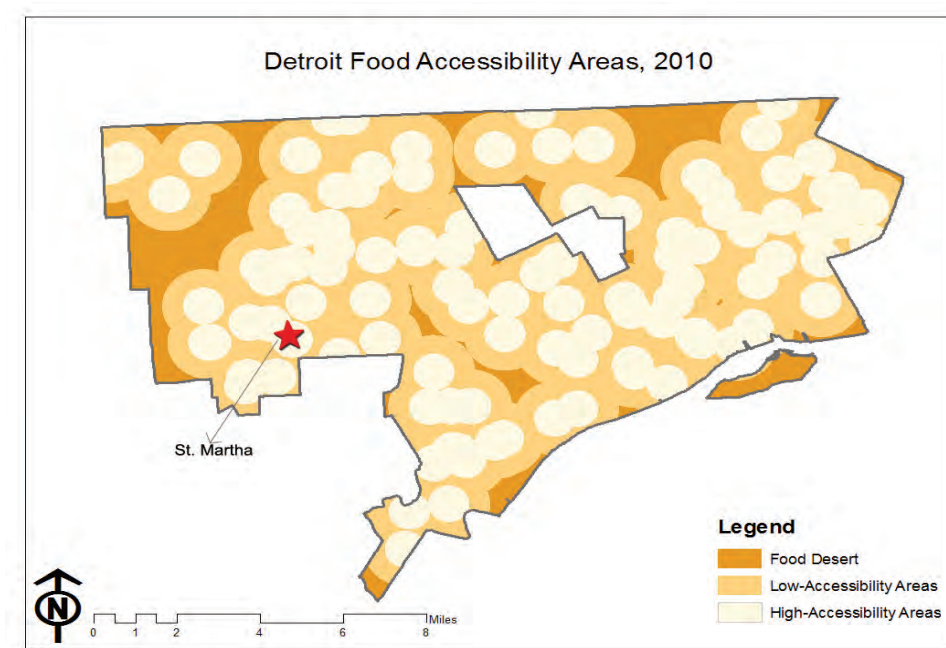 Detroit Food Accessibility Areas, 2010
St. Martha
Legend
Food Desert
Low-Accessibility Areas
High-Accessibility Areas
N
Miles
0 1 2 4 6 8